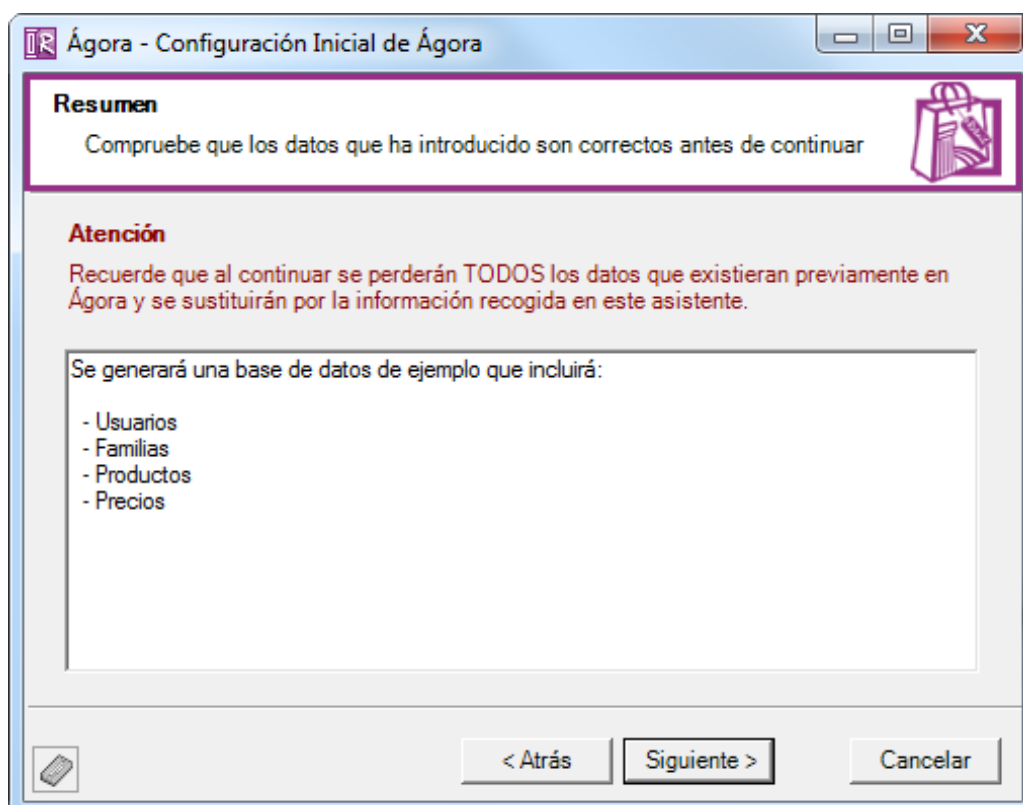 Ágora - Configuración Inicial de Ágora
Resumen
Compruebe que los datos que ha introducido son correctos antes de continuar
Atención
Recuerde que al continuar se perderán TODOS los datos que existieran previamente en
Ágora y se sustituirán por la información recogida en este asistente.
Se generará una base de datos de ejemplo que incluirá:
- Usuarios
- Familias
- Productos
- Precios
< Atrás
Siguiente >
Cancelar